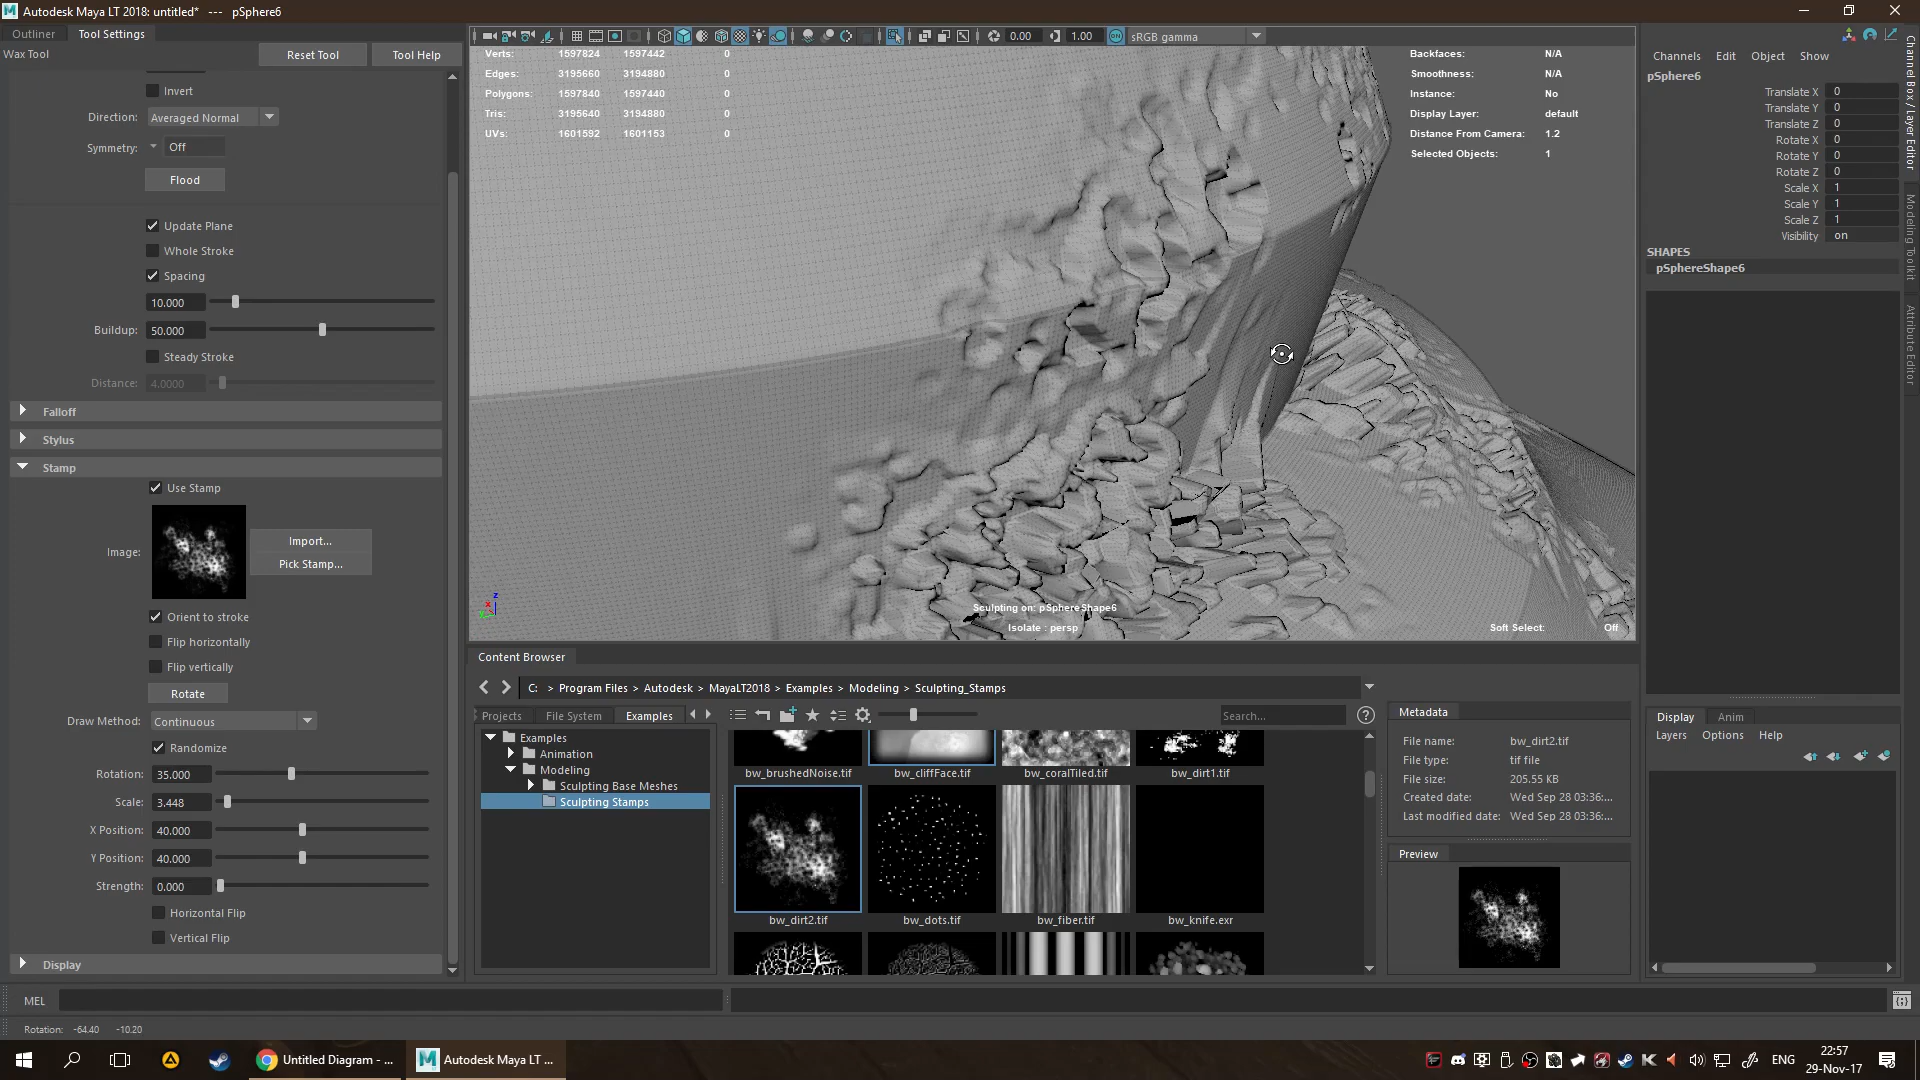 Autodesk Maya LT 2018: untitled* --- pSphere6
Outliner
Tool Settings
Wax Tool
Reset Tool
Tool Help
Invert
Direction: Averaged Normal
Symmetry: Off
Flood
Update Plane
Whole Stroke
Spacing
10.000
Buildup: 50.000
Steady Stroke
Distance: 4.0000
Falloff
Stylus
Stamp
Use Stamp
Image:
Import...
Pick Stamp...
Orient to stroke
Flip horizontally
Flip vertically
Rotate
Draw Method: Continuous
Randomize
Rotation: 35.000
Scale: 3.448
X Position: 40.000
Y Position: 40.000
Strength: 0.000
Horizontal Flip
Vertical Flip
Display
0.00
1.00
ON
sRGB gamma
Verts: 1597824 1597442 0
Edges: 3195660 3194880 0
Polygons: 1597840 1597440 0
Tris: 3195640 3194880 0
UVs: 1601592 1601153 0
Backfaces: N/A
Smoothness: N/A
Instance: No
Display Layer: default
Distance From Camera: 1.2
Selected Objects: 1
z
x
y
Sculpting on: pSphereShape6
Isolate : persp
Soft Select: Off
Content Browser
C: > Program Files > Autodesk > MayaLT2018 > Examples > Modeling > Sculpting_Stamps
Projects
File System
Examples
Search...
Examples
Animation
Modeling
Sculpting Base Meshes
Sculpting Stamps
bw_brushedNoise.tif
bw_cliffFace.tif
bw_coralTiled.tif
bw_dirt1.tif
bw_dirt2.tif
bw_dots.tif
bw_fiber.tif
bw_knife.exr
Metadata
File name: bw_dirt2.tif
File type: tif file
File size: 205.55 KB
Created date: Wed Sep 28 03:36:...
Last modified date: Wed Sep 28 03:36:...
Preview
Channels
Edit
Object
Show
pSphere6
Translate X 0
Translate Y 0
Translate Z 0
Rotate X 0
Rotate Y 0
Rotate Z 0
Scale X 1
Scale Y 1
Scale Z 1
Visibility on
SHAPES
pSphereShape6
Channel Box / Layer Editor
Modeling Toolkit
Attribute Editor
Display
Anim
Layers
Options
Help
MEL
Rotation: -64.40 -10.20
Untitled Diagram - ...
Autodesk Maya LT ...
ENG
22:57
29-Nov-17